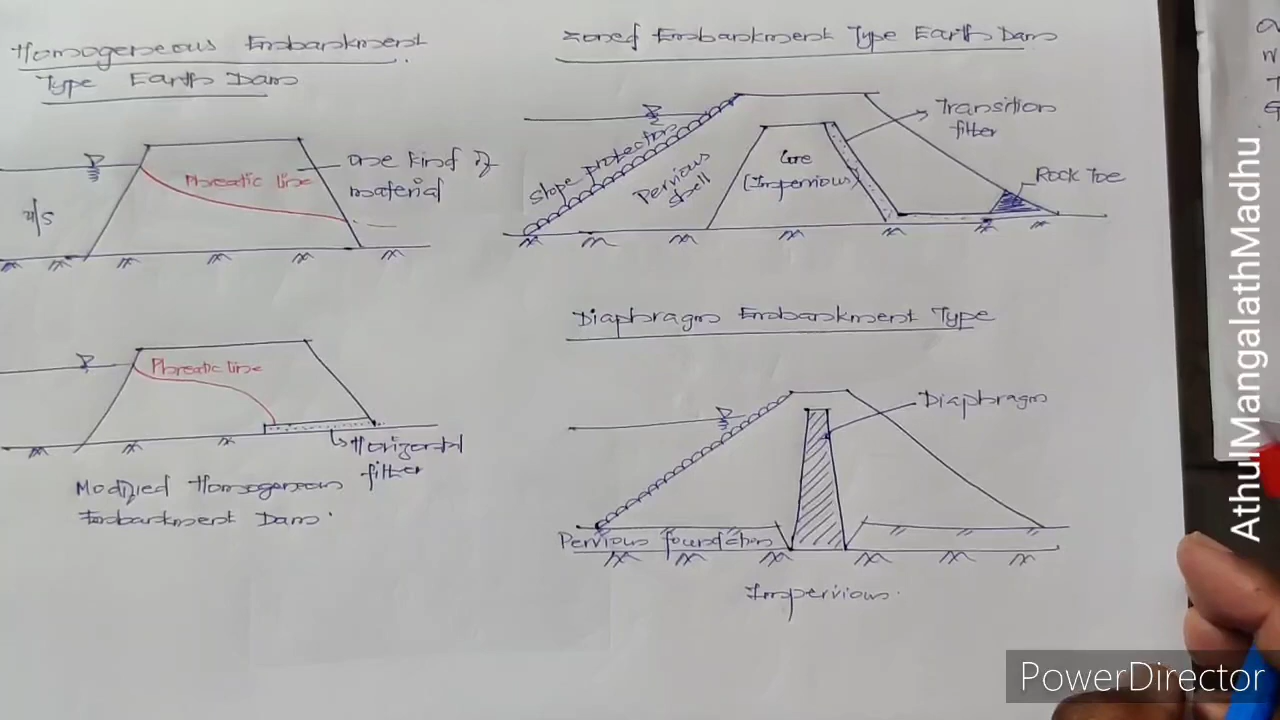 Homogeneous Embankment
Type Earth Dam
u/s
Phreatic line
one kind of
material
Phreatic line
Horizontal
filter
Modified Homogeneous
Embankment Dam.
Zoned Embankment Type Earth Dam
Slope protection
Pervious
shell
Core
(Impervious)
Transition
filter
Rock Toe
Diaphragm Embankment Type
Diaphragm
Pervious foundation
Impervious.
AthulMangalathMadhu
PowerDirector